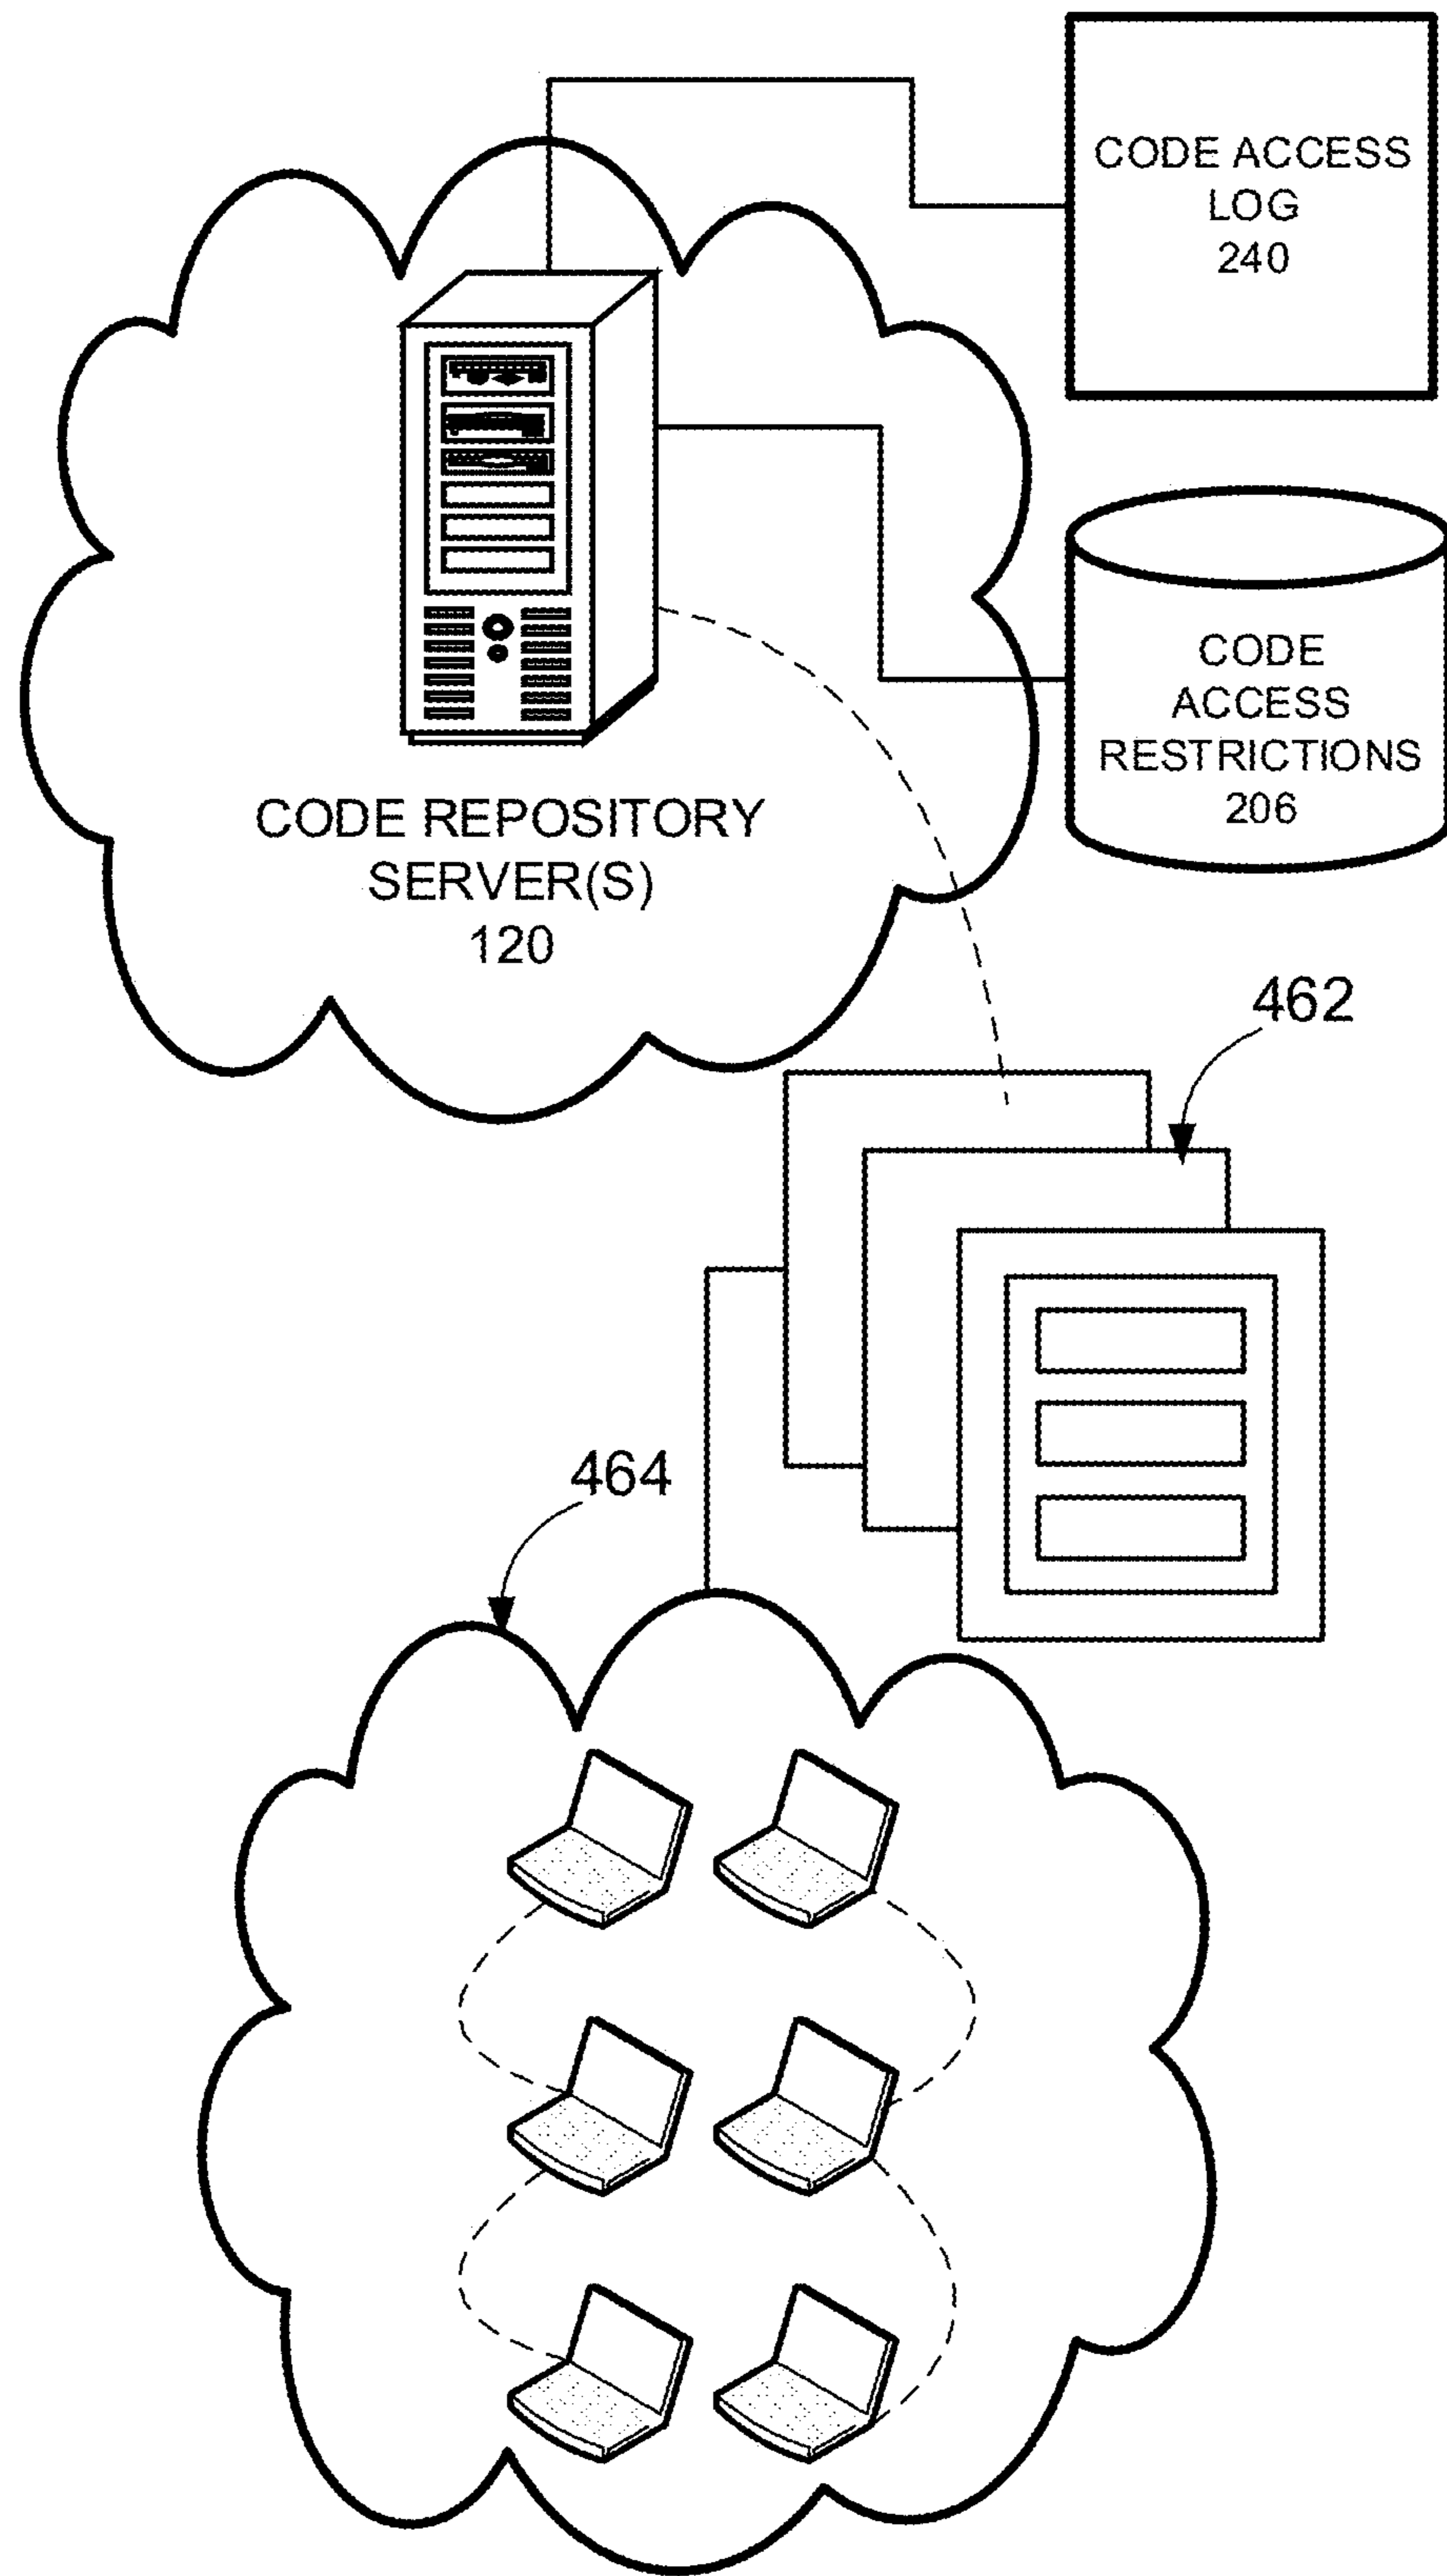 CODE ACCESS
LOG
240
CODE
ACCESS
RESTRICTIONS
206
CODE REPOSITORY
SERVER(S)
120
462
464